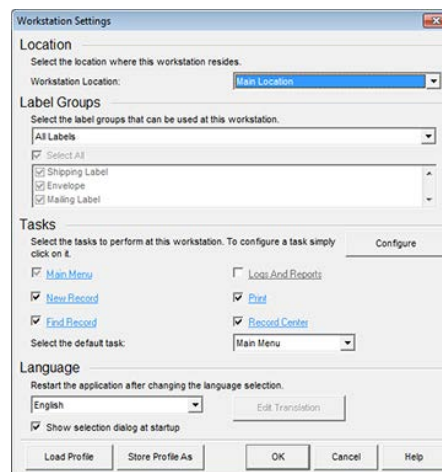 Workstation Settings
Location
Select the location where this workstation resides.
Workstation Location: Main Location
Label Groups
Select the label groups that can be used at this workstation.
All Labels
Select All
Shipping Label
Envelope
Mailing Label
Tasks
Select the tasks to perform at this workstation. To configure a task simply
click on it.
Configure
Main Menu Logs And Reports
New Record Print
Find Record Record Center
Select the default task: Main Menu
Language
Restart the application after changing the language selection.
English Edit Translation
Show selection dialog at startup
Load Profile Store Profile As OK Cancel Help